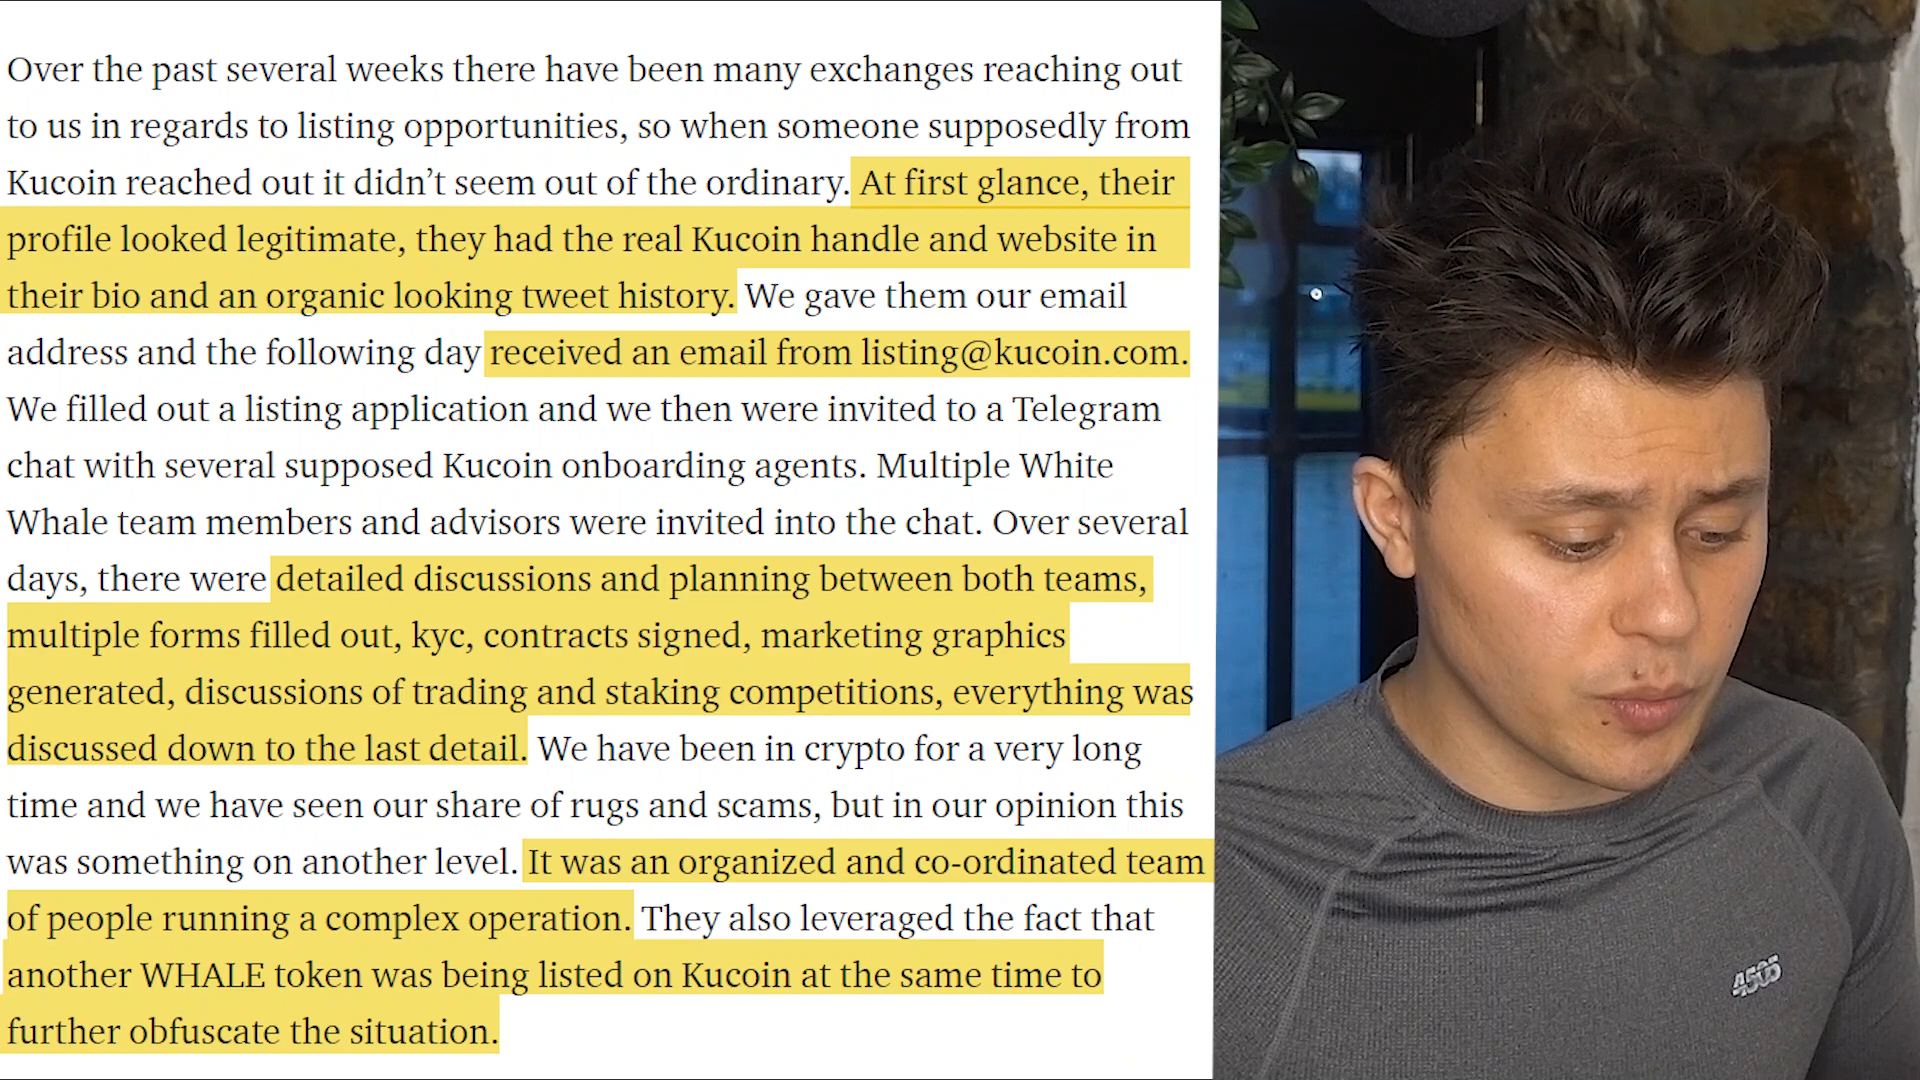 Over the past several weeks there have been many exchanges reaching out
to us in regards to listing opportunities, so when someone supposedly from
Kucoin reached out it didn’t seem out of the ordinary. At first glance, their
profile looked legitimate, they had the real Kucoin handle and website in
their bio and an organic looking tweet history. We gave them our email
address and the following day received an email from listing@kucoin.com.
We filled out a listing application and we then were invited to a Telegram
chat with several supposed Kucoin onboarding agents. Multiple White
Whale team members and advisors were invited into the chat. Over several
days, there were detailed discussions and planning between both teams,
multiple forms filled out, kyc, contracts signed, marketing graphics
generated, discussions of trading and staking competitions, everything was
discussed down to the last detail. We have been in crypto for a very long
time and we have seen our share of rugs and scams, but in our opinion this
was something on another level. It was an organized and co-ordinated team
of people running a complex operation. They also leveraged the fact that
another WHALE token was being listed on Kucoin at the same time to
further obfuscate the situation.
4505